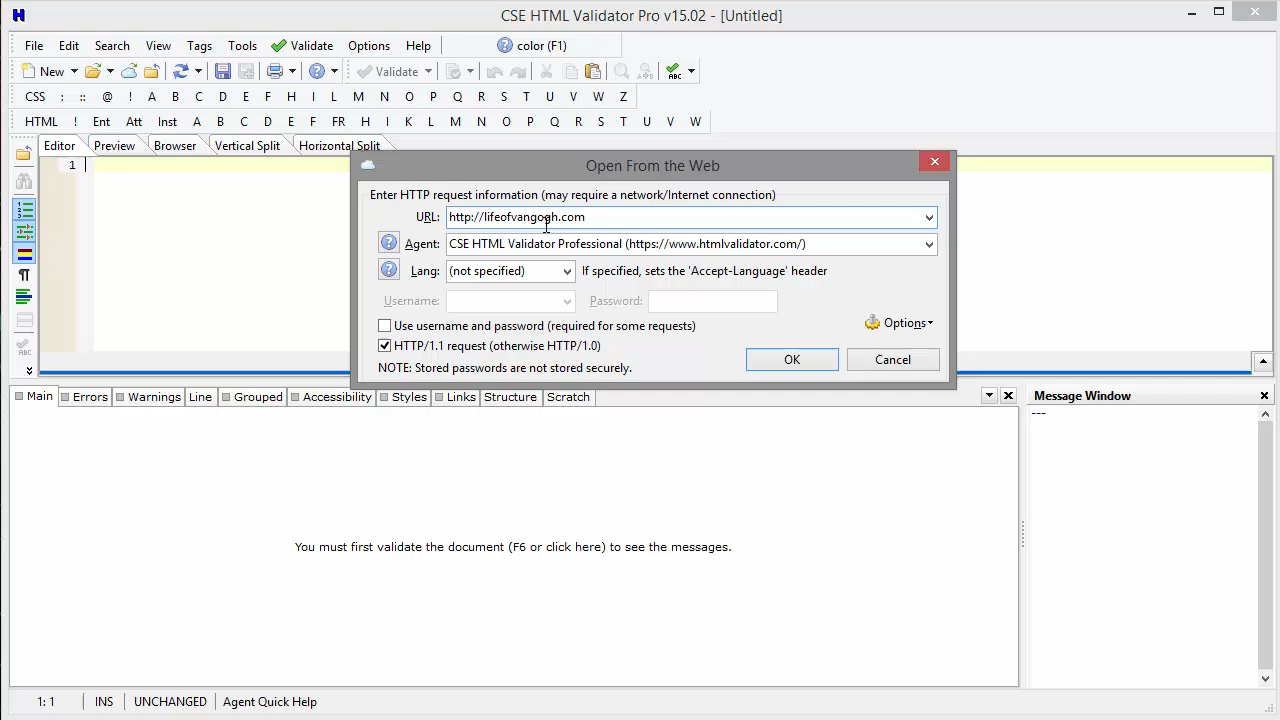 CSE HTML Validator Pro v15.02 - [Untitled]
File Edit Search View Tags Tools Validate Options Help color (F1)
New Validate
CSS : :: @ ! A B C D E F H I L M N O P Q R S T U V W Z
HTML ! Ent Att Inst A B C D E F FR H I K L M N O P Q R S T U V W
Editor Preview Browser Vertical Split Horizontal Split
1
Open From the Web
Enter HTTP request information (may require a network/Internet connection)
URL: http://lifeofvangogh.com
Agent: CSE HTML Validator Professional (https://www.htmlvalidator.com/)
Lang: (not specified) If specified, sets the 'Accept-Language' header
Username: Password:
Use username and password (required for some requests)
Options
HTTP/1.1 request (otherwise HTTP/1.0)
NOTE: Stored passwords are not stored securely.
OK Cancel
Main Errors Warnings Line Grouped Accessibility Styles Links Structure Scratch
Message Window
---
You must first validate the document (F6 or click here) to see the messages.
1: 1 INS UNCHANGED Agent Quick Help